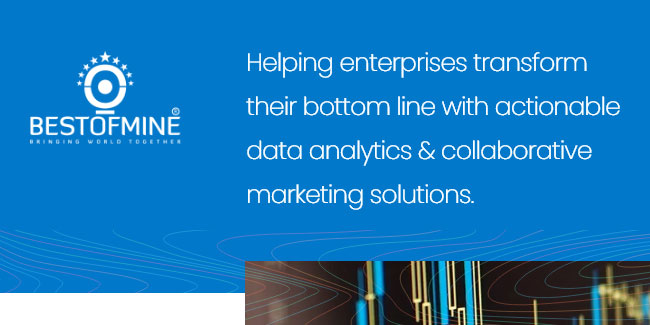 BESTOFMINE®
BRINGING WORLD TOGETHER
Helping enterprises transform
their bottom line with actionable
data analytics & collaborative
marketing solutions.